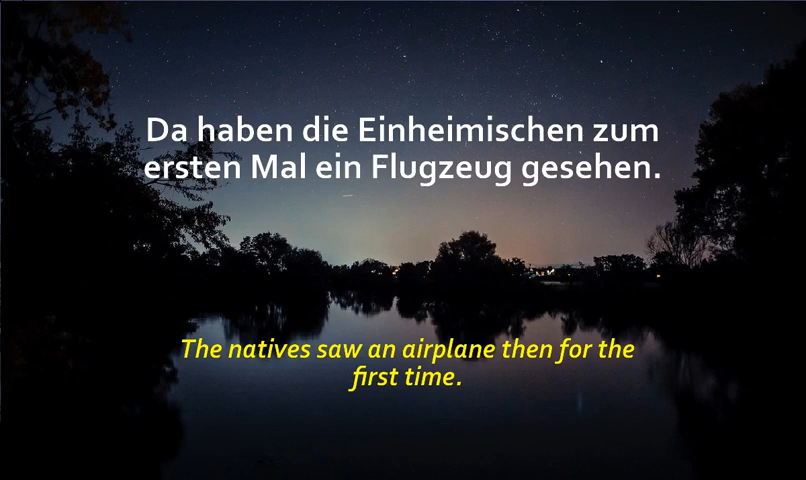 Da haben die Einheimischen zum
ersten Mal ein Flugzeug gesehen.
The natives saw an airplane then for the
first time.